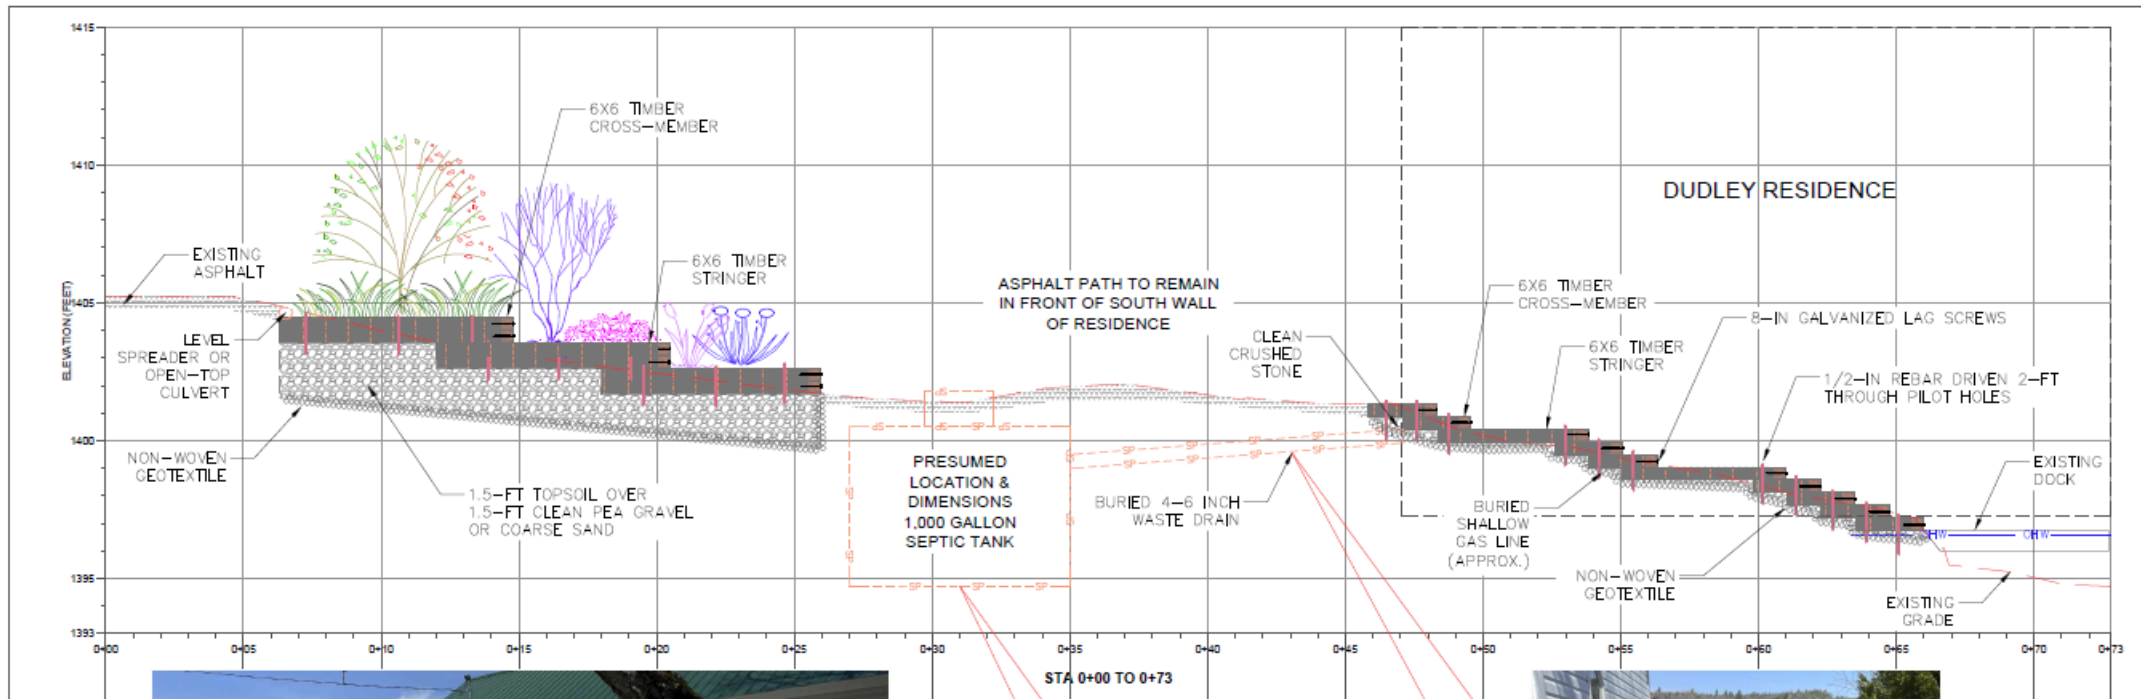 1415
1410
1405
1400
1395
1393
ELEVATION (FEET)
EXISTING
ASPHALT
LEVEL
SPREADER OR
OPEN-TOP
CULVERT
NON-WOVEN
GEOTEXTILE
6X6 TIMBER
CROSS-MEMBER
6X6 TIMBER
STRINGER
1.5-FT TOPSOIL OVER
1.5-FT CLEAN PEA GRAVEL
OR COARSE SAND
ASPHALT PATH TO REMAIN
IN FRONT OF SOUTH WALL
OF RESIDENCE
PRESUMED
LOCATION &
DIMENSIONS
1,000 GALLON
SEPTIC TANK
BURIED 4-6 INCH
WASTE DRAIN
CLEAN
CRUSHED
STONE
DUDLEY RESIDENCE
6X6 TIMBER
CROSS-MEMBER
8-IN GALVANIZED LAG SCREWS
6X6 TIMBER
STRINGER
1/2-IN REBAR DRIVEN 2-FT
THROUGH PILOT HOLES
BURIED
SHALLOW
GAS LINE
(APPROX.)
NON-WOVEN
GEOTEXTILE
EXISTING
DOCK
OHW
EXISTING
GRADE
0+00 0+05 0+10 0+15 0+20 0+25 0+30 0+35 0+40 0+45 0+50 0+55 0+60 0+65 0+70 0+73
STA 0+00 TO 0+73